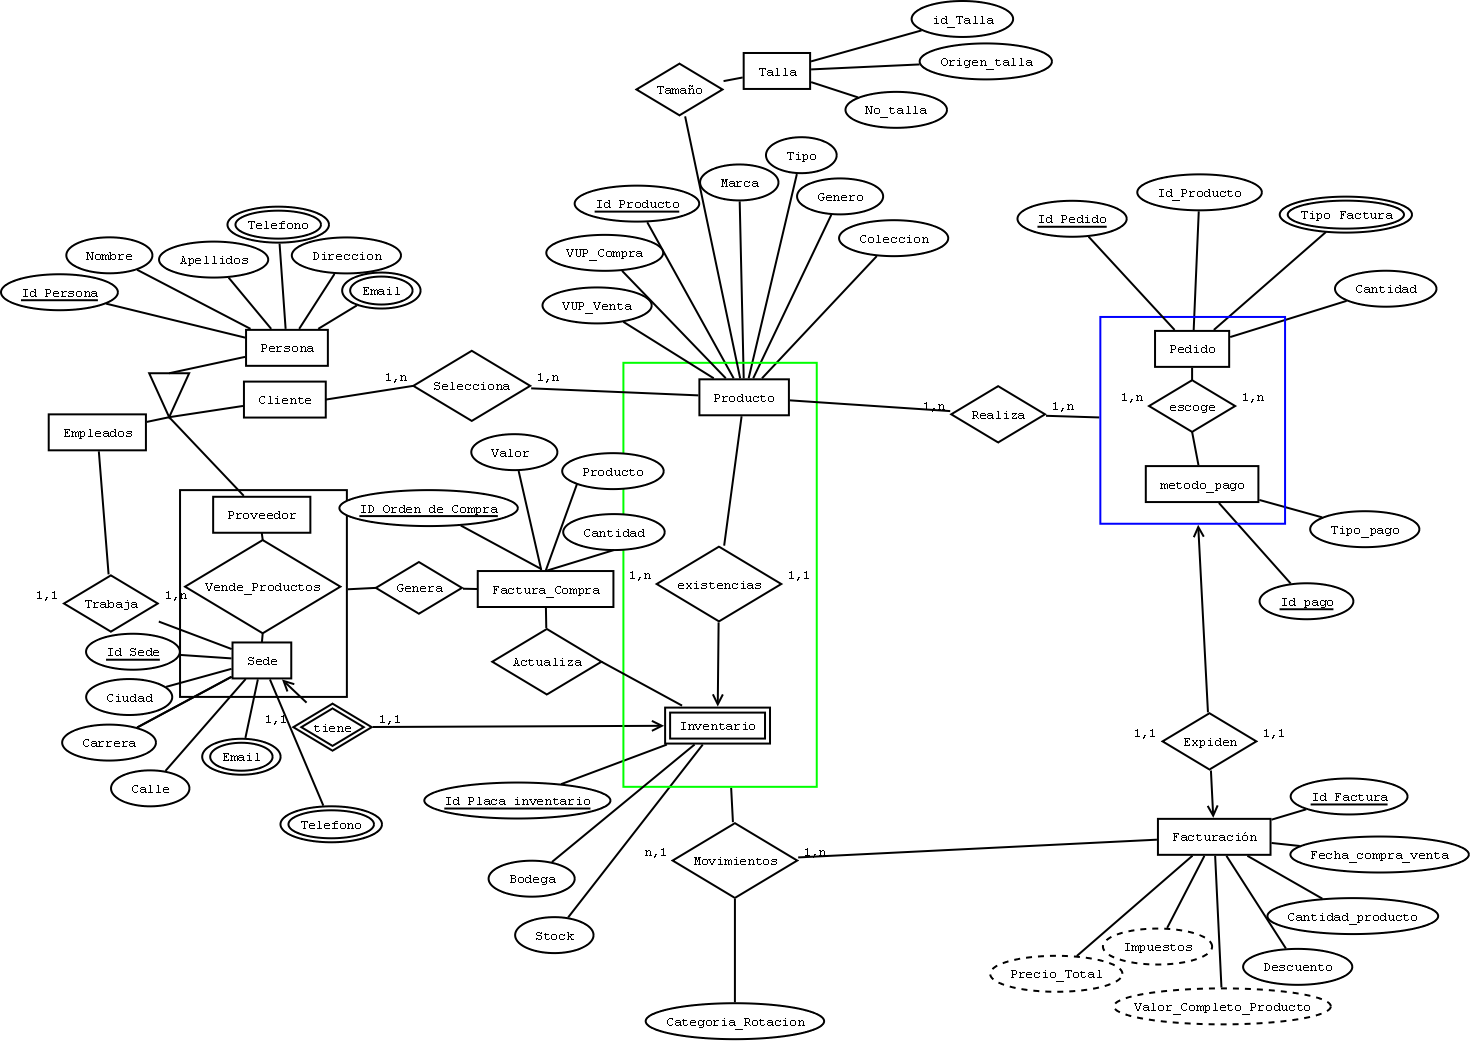 id_Talla
Talla
Origen_talla
Tamaño
No_talla
Tipo
Marca
Genero
Id Producto
Coleccion
VUP_Compra
VUP_Venta
Id_Producto
Id Pedido
Tipo Factura
Cantidad
Telefono
Nombre
Apellidos
Direccion
Id Persona
Email
Persona
Cliente
Empleados
1,n
Selecciona
1,n
Producto
1,n
Realiza
1,n
Pedido
1,n
escoge
1,n
metodo_pago
Tipo_pago
Id pago
Valor
Producto
ID Orden de Compra
Cantidad
Proveedor
Vende_Productos
Genera
Factura_Compra
1,n
existencias
1,1
1,1
Trabaja
1,n
Actualiza
Id Sede
Sede
Ciudad
Carrera
Calle
Email
Telefono
1,1
tiene
1,1
Inventario
Id Placa inventario
Bodega
Stock
1,1
Expiden
1,1
n,1
Movimientos
1,n
Categoria_Rotacion
Id Factura
Facturación
Fecha_compra_venta
Cantidad_producto
Impuestos
Descuento
Precio_Total
Valor_Completo_Producto